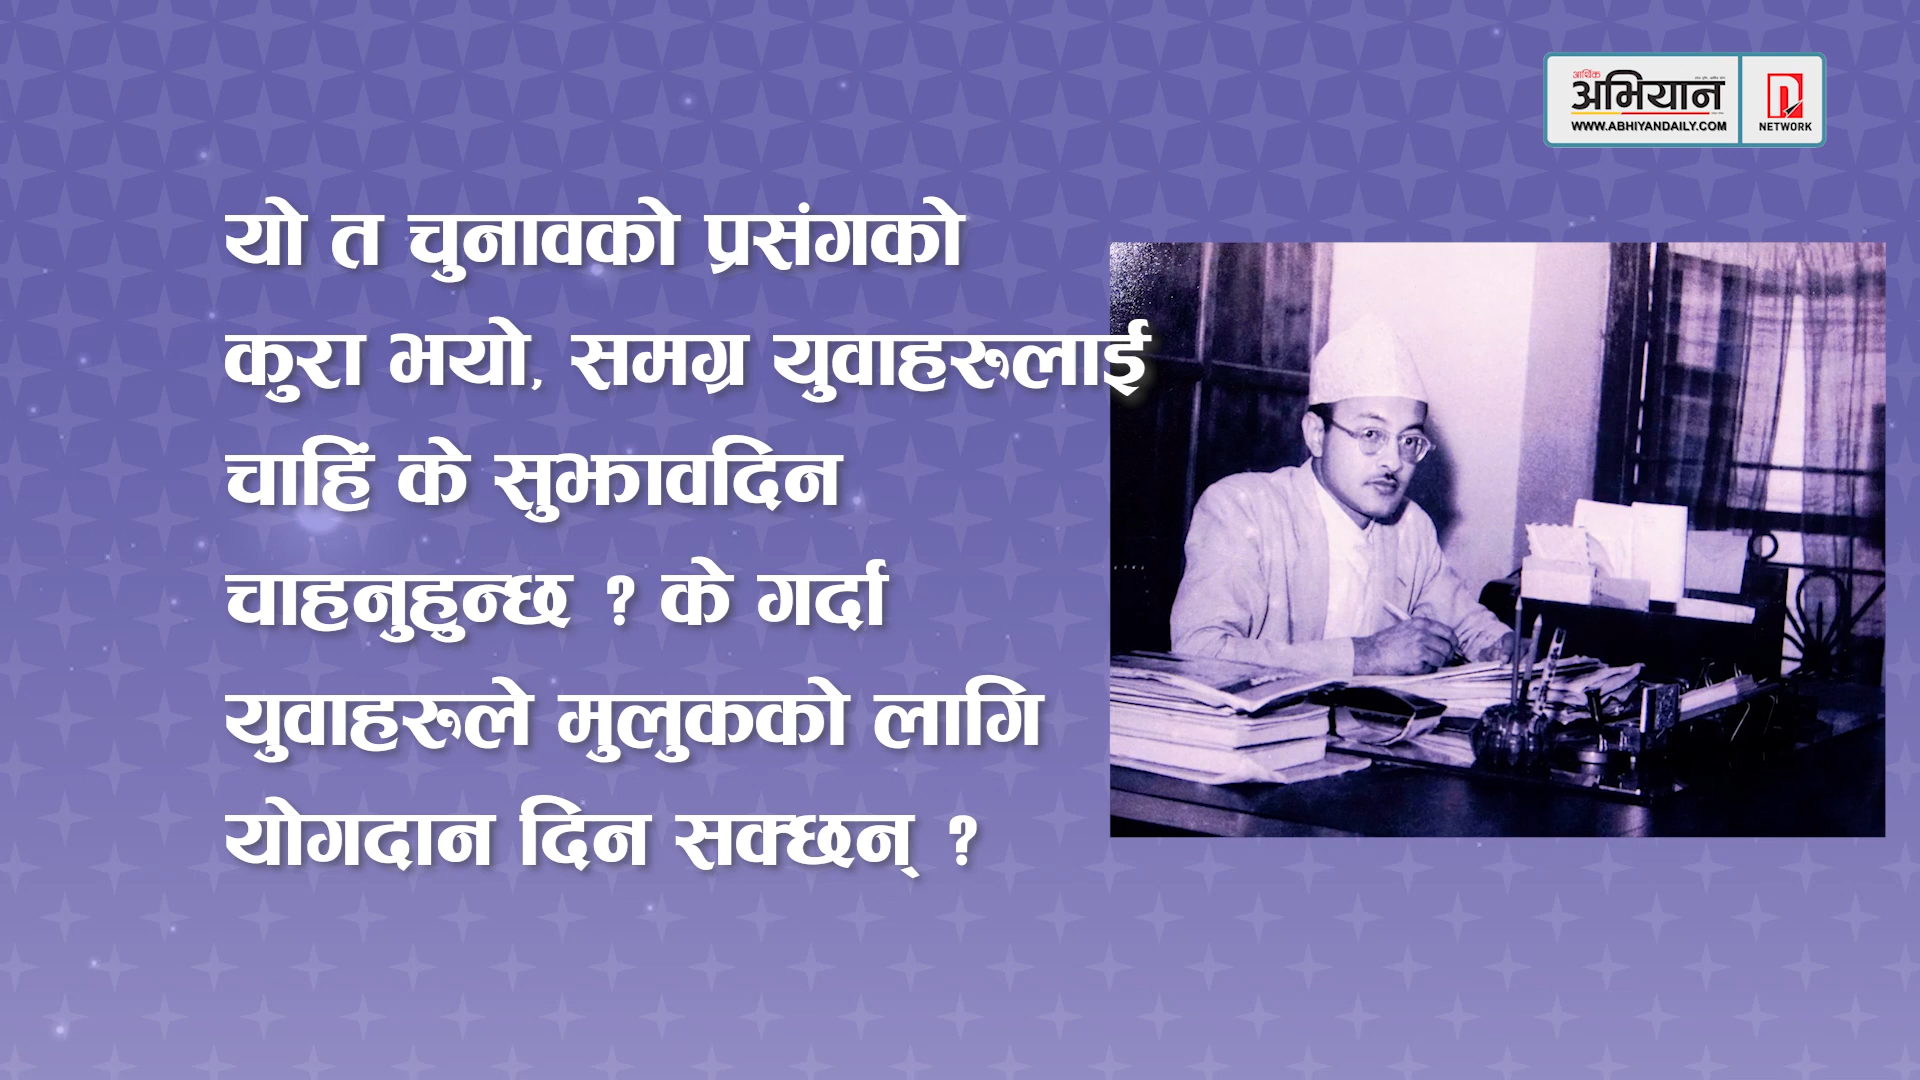 आर्थिक
अभियान
WWW.ABHIYANDAILY.COM
NETWORK
यो त चुनावको प्रसंगको
कुरा भयो, समग्र युवाहरुलाई
चाहिं के सुझावदिन
चाहनुहुन्छ ? के गर्दा
युवाहरुले मुलुकको लागि
योगदान दिन सक्छन् ?